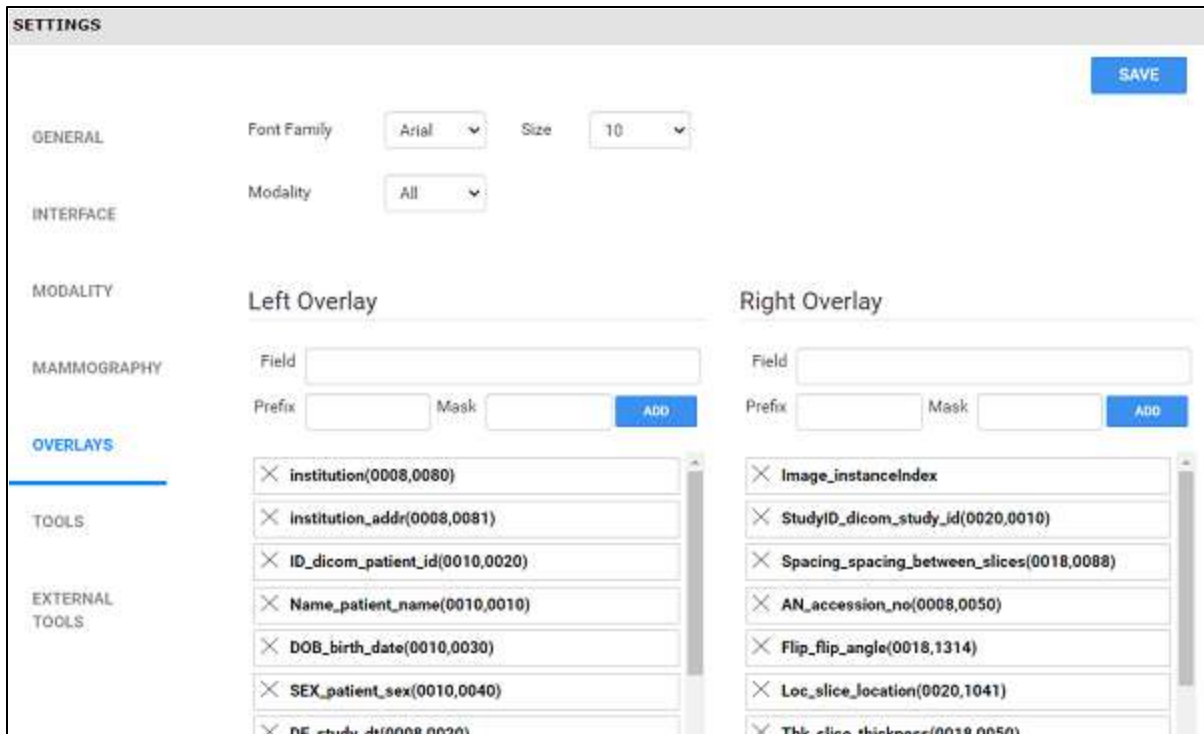 SETTINGS
SAVE
GENERAL
INTERFACE
MODALITY
MAMMOGRAPHY
OVERLAYS
TOOLS
EXTERNAL
TOOLS
Font Family Arial Size 10
Modality All
Left Overlay
Field
Prefix Mask ADD
institution(0008,0080)
institution_addr(0008,0081)
ID_dicom_patient_id(0010,0020)
Name_patient_name(0010,0010)
DOB_birth_date(0010,0030)
SEX_patient_sex(0010,0040)
Right Overlay
Field
Prefix Mask ADD
Image_instanceIndex
StudyID_dicom_study_id(0020,0010)
Spacing_spacing_between_slices(0018,0088)
AN_accession_no(0008,0050)
Flip_flip_angle(0018,1314)
Loc_slice_location(0020,1041)
Thk_slice_thickness(0018,0050)